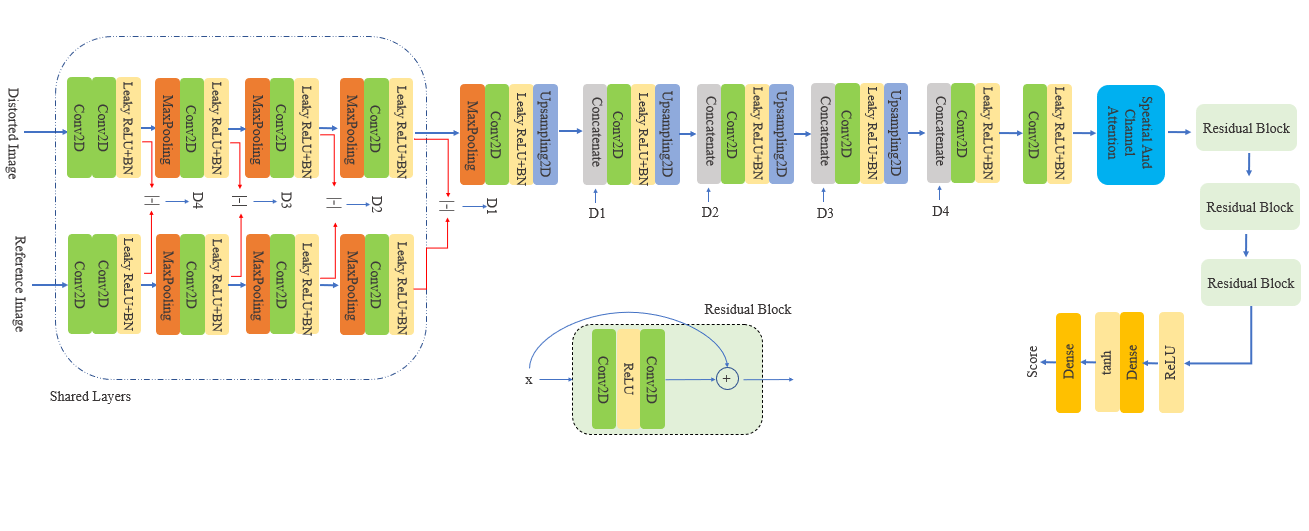 Distorted Image
Conv2D
Conv2D
Leaky ReLU+BN
MaxPooling
Conv2D
Leaky ReLU+BN
MaxPooling
Conv2D
Leaky ReLU+BN
MaxPooling
Conv2D
Leaky ReLU+BN
MaxPooling
Conv2D
Leaky ReLU+BN
Upsampling2D
Concatenate
Conv2D
Leaky ReLU+BN
Upsampling2D
Concatenate
Conv2D
Leaky ReLU+BN
Upsampling2D
Concatenate
Conv2D
Leaky ReLU+BN
Upsampling2D
Concatenate
Conv2D
Leaky ReLU+BN
Conv2D
Leaky ReLU+BN
Spatial And
Channel
Attention
Residual Block
Residual Block
Residual Block
|-|
D4
|-|
D3
|-|
D2
|-|
D1
D1
D2
D3
D4
Reference Image
Conv2D
Conv2D
Leaky ReLU+BN
MaxPooling
Conv2D
Leaky ReLU+BN
MaxPooling
Conv2D
Leaky ReLU+BN
MaxPooling
Conv2D
Leaky ReLU+BN
Shared Layers
Residual Block
x
Conv2D
ReLU
Conv2D
+
ReLU
Dense
tanh
Dense
Score